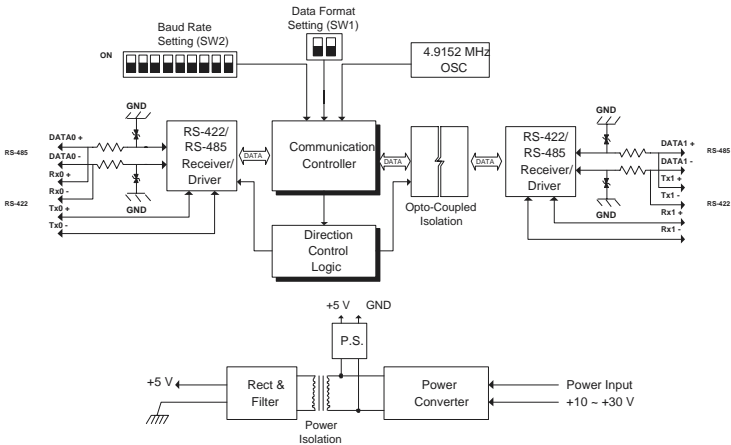 Data Format
Setting (SW1)
Baud Rate
Setting (SW2)
ON
4.9152 MHz
OSC
GND
DATA0 +
RS-485
DATA0 -
Rx0 +
Rx0 -
RS-422
GND
Tx0 +
Tx0 -
RS-422/
RS-485
Receiver/
Driver
DATA
Communication
Controller
DATA
DATA
Opto-Coupled
Isolation
Direction
Control
Logic
RS-422/
RS-485
Receiver/
Driver
GND
DATA1 +
RS-485
DATA1 -
Tx1 +
Tx1 -
RS-422
GND
Rx1 +
Rx1 -
+5 V
GND
P.S.
+5 V
Rect &
Filter
Power
Isolation
Power
Converter
Power Input
+10 ~ +30 V